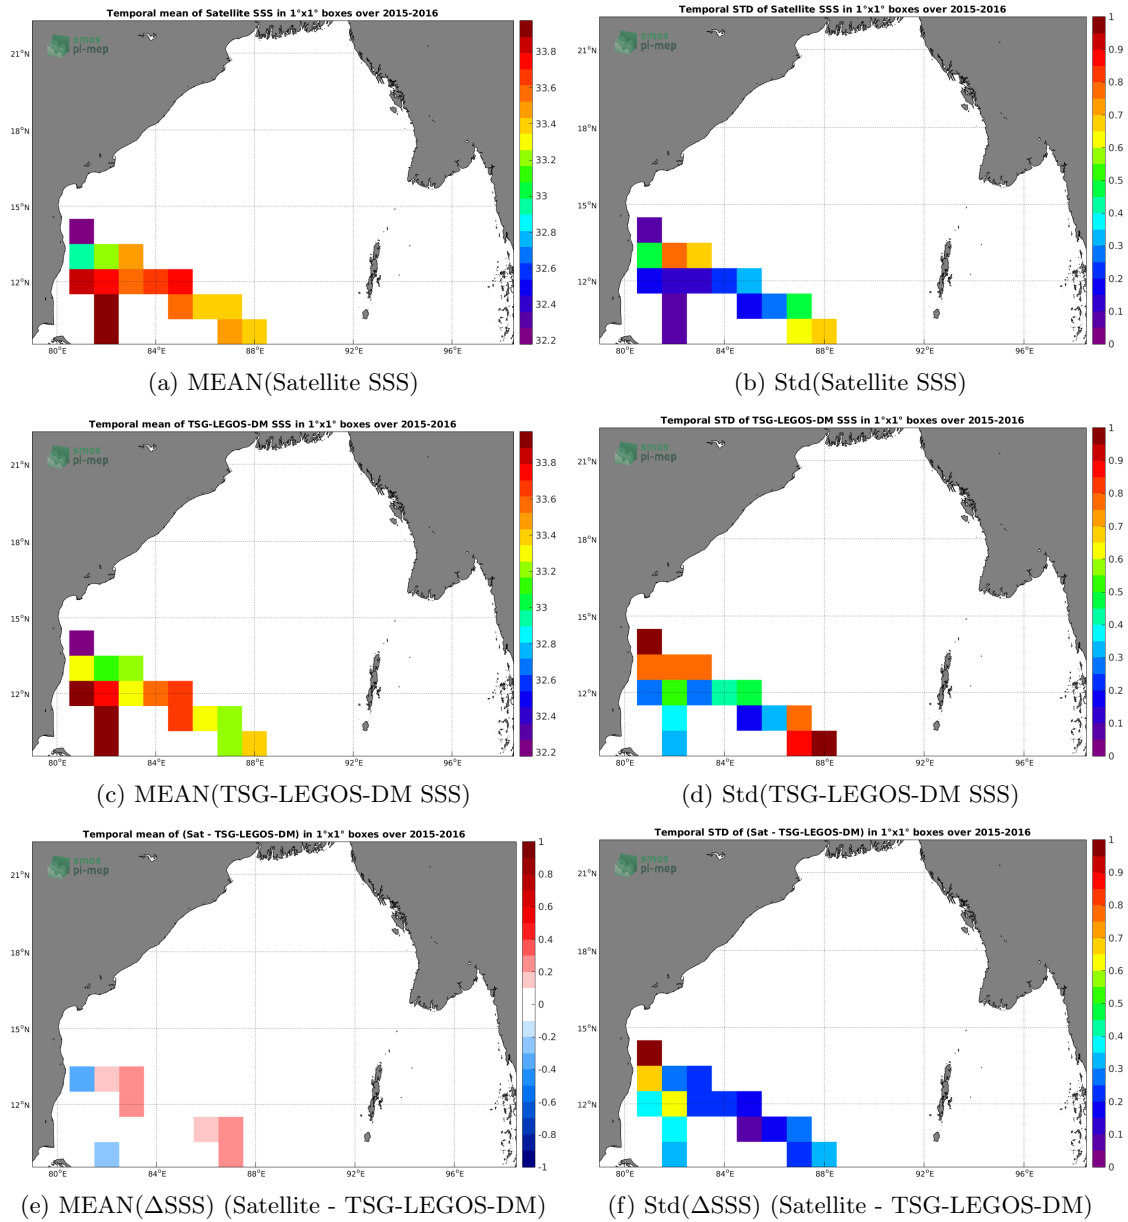 Temporal mean of Satellite SSS in 1°x1° boxes over 2015-2016
smos
pi-mep
21°N
18°N
15°N
12°N
80°E 84°E 88°E 92°E 96°E
33.8
33.6
33.4
33.2
33
32.8
32.6
32.4
32.2
(a) MEAN(Satellite SSS)
Temporal STD of Satellite SSS in 1°x1° boxes over 2015-2016
smos
pi-mep
21°N
18°N
15°N
12°N
80°E 84°E 88°E 92°E 96°E
1
0.9
0.8
0.7
0.6
0.5
0.4
0.3
0.2
0.1
0
(b) Std(Satellite SSS)
Temporal mean of TSG-LEGOS-DM SSS in 1°x1° boxes over 2015-2016
smos
pi-mep
21°N
18°N
15°N
12°N
80°E 84°E 88°E 92°E 96°E
33.8
33.6
33.4
33.2
33
32.8
32.6
32.4
32.2
(c) MEAN(TSG-LEGOS-DM SSS)
Temporal STD of TSG-LEGOS-DM SSS in 1°x1° boxes over 2015-2016
smos
pi-mep
21°N
18°N
15°N
12°N
80°E 84°E 88°E 92°E 96°E
1
0.9
0.8
0.7
0.6
0.5
0.4
0.3
0.2
0.1
0
(d) Std(TSG-LEGOS-DM SSS)
Temporal mean of (Sat - TSG-LEGOS-DM) in 1°x1° boxes over 2015-2016
smos
pi-mep
21°N
18°N
15°N
12°N
80°E 84°E 88°E 92°E 96°E
1
0.8
0.6
0.4
0.2
0
-0.2
-0.4
-0.6
-0.8
-1
(e) MEAN(ΔSSS) (Satellite - TSG-LEGOS-DM)
Temporal STD of (Sat - TSG-LEGOS-DM) in 1°x1° boxes over 2015-2016
smos
pi-mep
21°N
18°N
15°N
12°N
80°E 84°E 88°E 92°E 96°E
1
0.9
0.8
0.7
0.6
0.5
0.4
0.3
0.2
0.1
0
(f) Std(ΔSSS) (Satellite - TSG-LEGOS-DM)